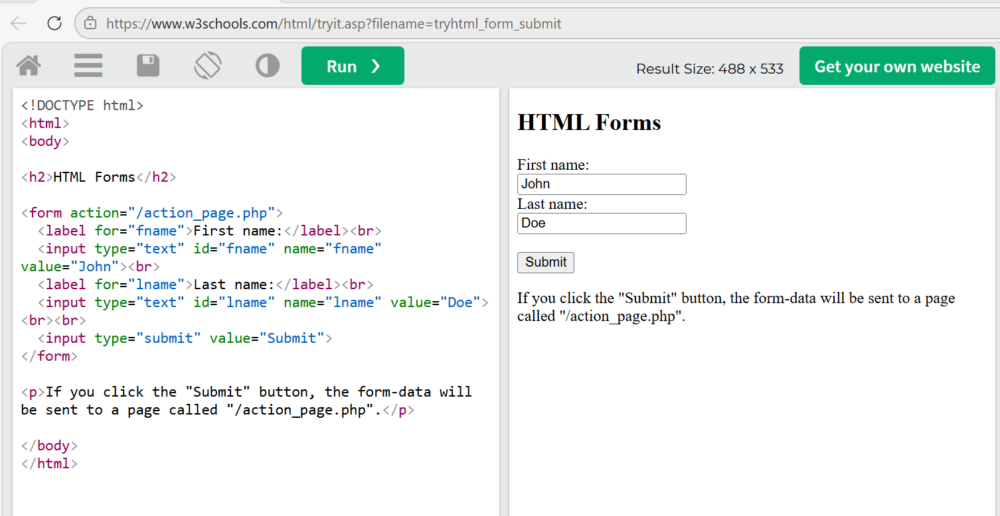 https://www.w3schools.com/html/tryit.asp?filename=tryhtml_form_submit
Run ❯
Result Size: 488 x 533
Get your own website
<!DOCTYPE html>
<html>
<body>
<h2>HTML Forms</h2>
<form action="/action_page.php">
<label for="fname">First name:</label><br>
<input type="text" id="fname" name="fname"
value="John"><br>
<label for="lname">Last name:</label><br>
<input type="text" id="lname" name="lname" value="Doe">
<br><br>
<input type="submit" value="Submit">
</form>
<p>If you click the "Submit" button, the form-data will
be sent to a page called "/action_page.php".</p>
</body>
</html>
HTML Forms
First name:
John
Last name:
Doe
Submit
If you click the "Submit" button, the form-data will be sent to a page
called "/action_page.php".